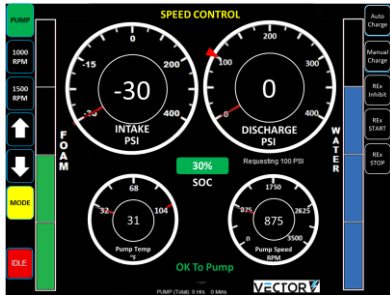 SPEED CONTROL
PUMP
1000
RPM
1500
RPM
MODE
IDLE
FOAM
0
-15
200
-30
400
-30
INTAKE
PSI
200
100
300
0
400
0
DISCHARGE
PSI
WATER
Auto
Charge
Manual
Charge
REx
Inhibit
REx
START
REx
STOP
30%
SOC
Requesting 100 PSI
68
32
104
31
Pump Temp
°F
1750
875
2625
0
3500
875
Pump Speed
RPM
OK To Pump
VECTOR
PUMP (Total): 0 Hrs 0 Mins